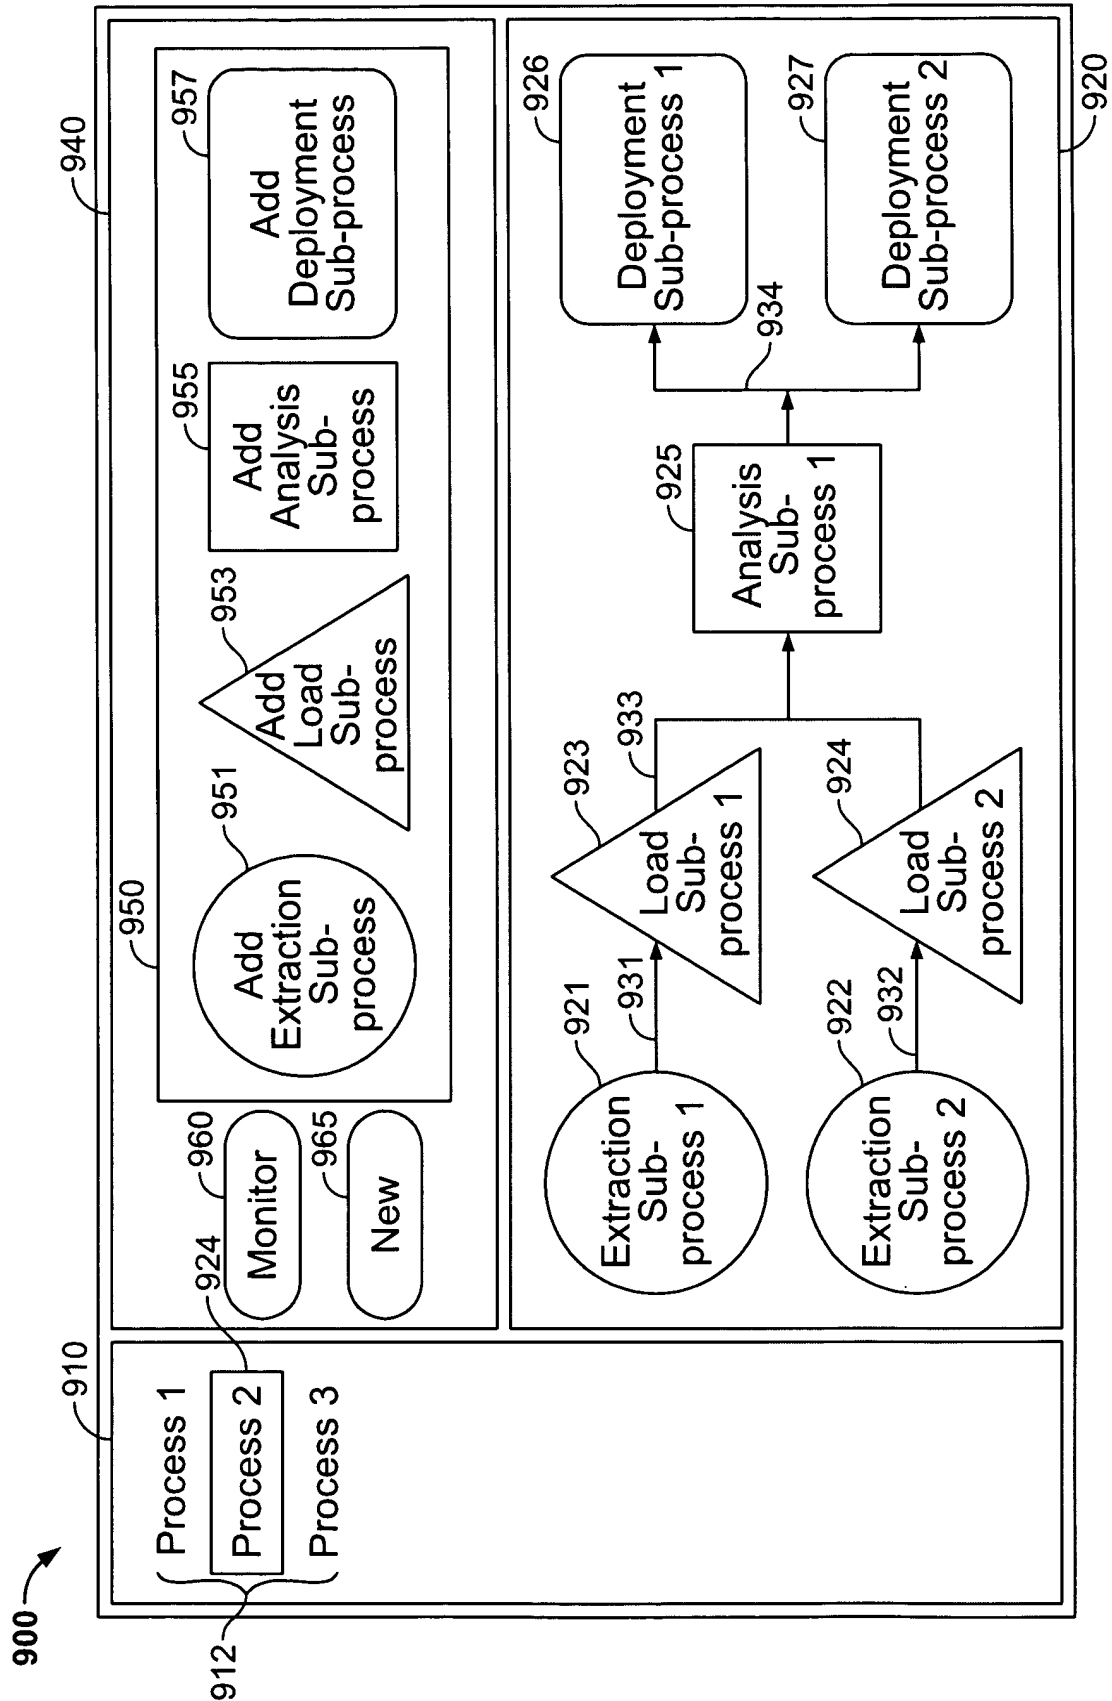 900
910
912
Process 1
Process 2
Process 3
924
940
960
Monitor
965
New
950
951
Add
Extraction
Sub-
process
953
Add
Load
Sub-
process
955
Add
Analysis
Sub-
process
957
Add
Deployment
Sub-process
921
Extraction
Sub-
process 1
931
923
Load
Sub-
process 1
933
922
Extraction
Sub-
process 2
932
924
Load
Sub-
process 2
925
Analysis
Sub-
process 1
934
926
Deployment
Sub-process 1
927
Deployment
Sub-process 2
920